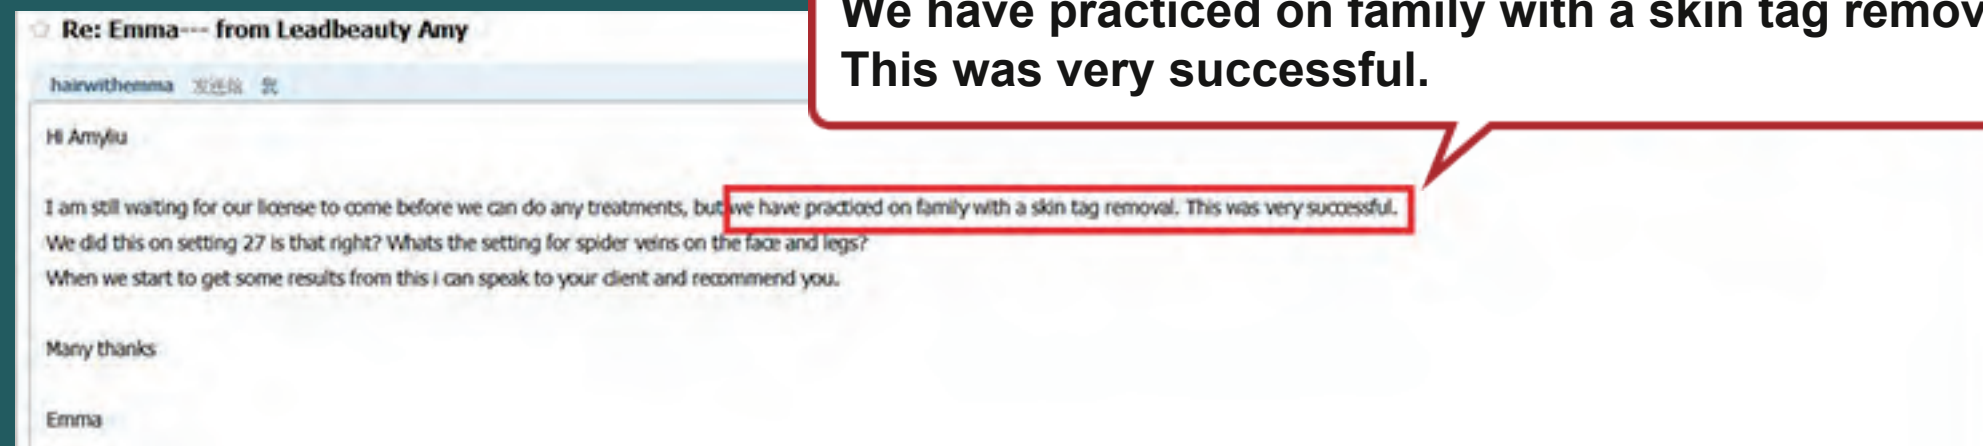 Re: Emma--- from Leadbeauty Amy
We have practiced on family with a skin tag remov
This was very successful.
hairwithemma 发送给 我
Hi Amyliu
I am still waiting for our license to come before we can do any treatments, but we have practiced on family with a skin tag removal. This was very successful.
We did this on setting 27 is that right? Whats the setting for spider veins on the face and legs?
When we start to get some results from this i can speak to your client and recommend you.
Many thanks
Emma